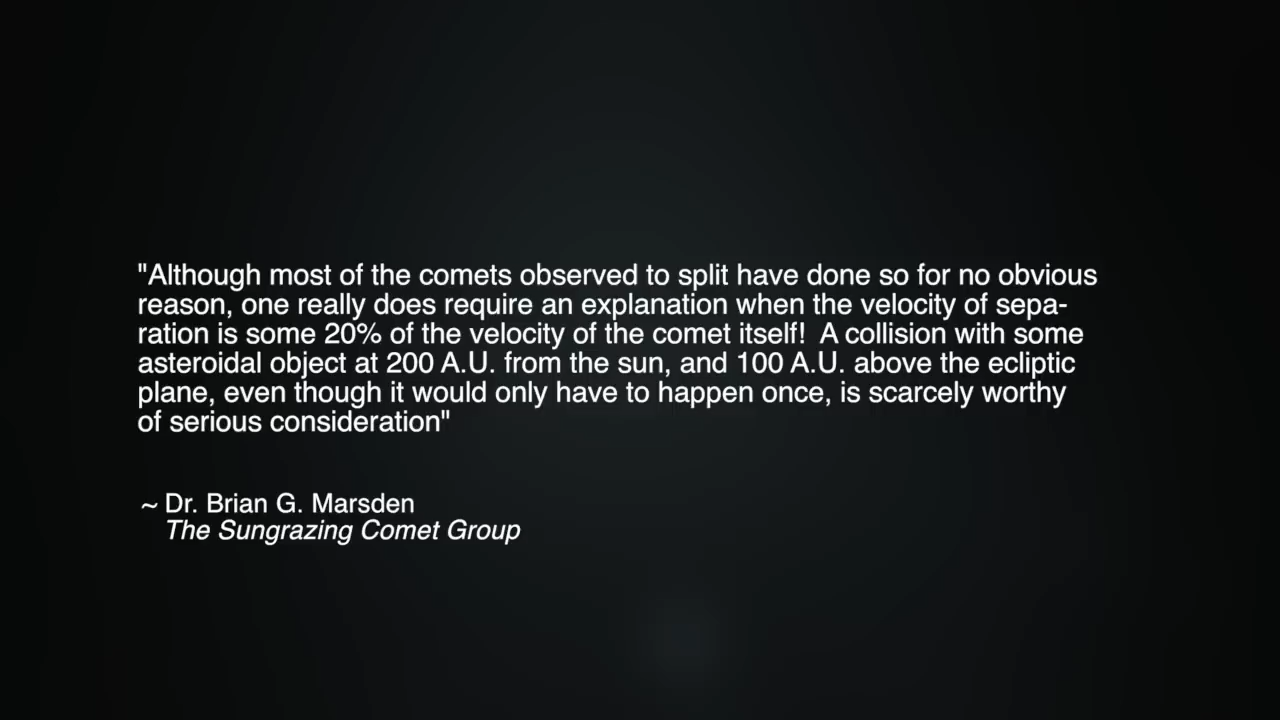 "Although most of the comets observed to split have done so for no obvious
reason, one really does require an explanation when the velocity of sepa-
ration is some 20% of the velocity of the comet itself!  A collision with some
asteroidal object at 200 A.U. from the sun, and 100 A.U. above the ecliptic
plane, even though it would only have to happen once, is scarcely worthy
of serious consideration"
~ Dr. Brian G. Marsden
The Sungrazing Comet Group